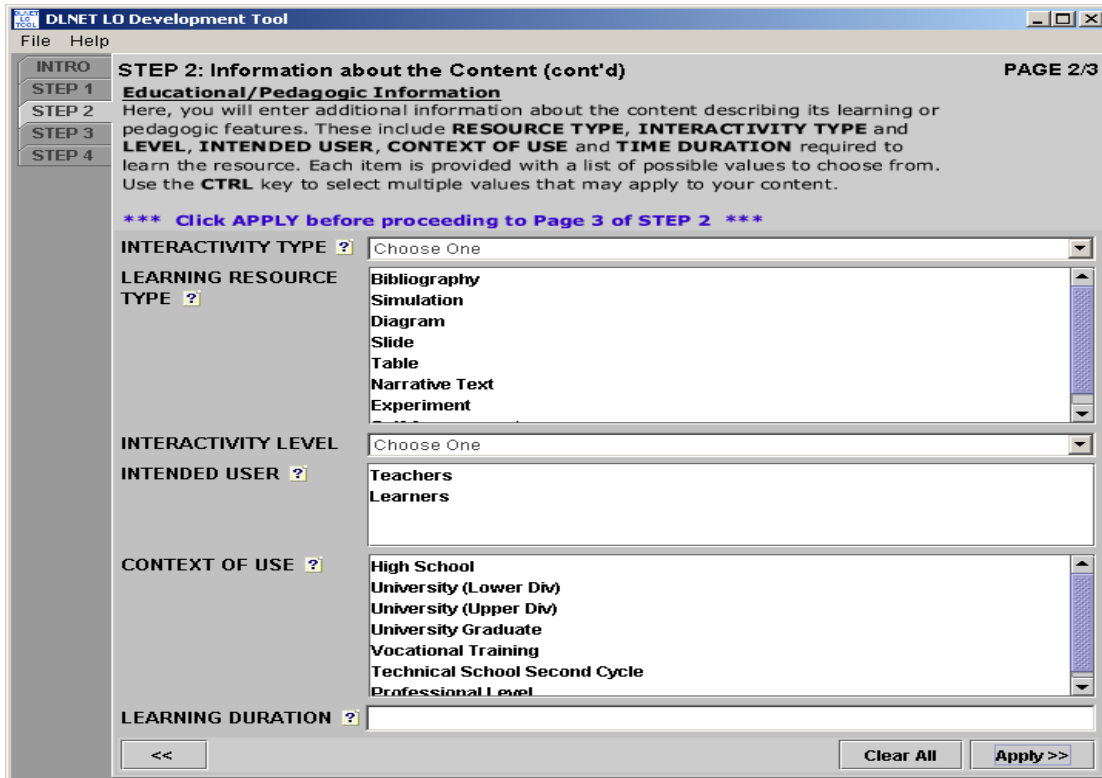 DLNET LO TOOL
DLNET LO Development Tool
File Help
INTRO
STEP 1
STEP 2
STEP 3
STEP 4
STEP 2: Information about the Content (cont'd) PAGE 2/3
Educational/Pedagogic Information
Here, you will enter additional information about the content describing its learning or
pedagogic features. These include RESOURCE TYPE, INTERACTIVITY TYPE and
LEVEL, INTENDED USER, CONTEXT OF USE and TIME DURATION required to
learn the resource. Each item is provided with a list of possible values to choose from.
Use the CTRL key to select multiple values that may apply to your content.
*** Click APPLY before proceeding to Page 3 of STEP 2 ***
INTERACTIVITY TYPE ? Choose One
LEARNING RESOURCE
TYPE ?
Bibliography
Simulation
Diagram
Slide
Table
Narrative Text
Experiment
INTERACTIVITY LEVEL Choose One
INTENDED USER ?
Teachers
Learners
CONTEXT OF USE ?
High School
University (Lower Div)
University (Upper Div)
University Graduate
Vocational Training
Technical School Second Cycle
Professional Level
LEARNING DURATION ?
<< Clear All Apply >>